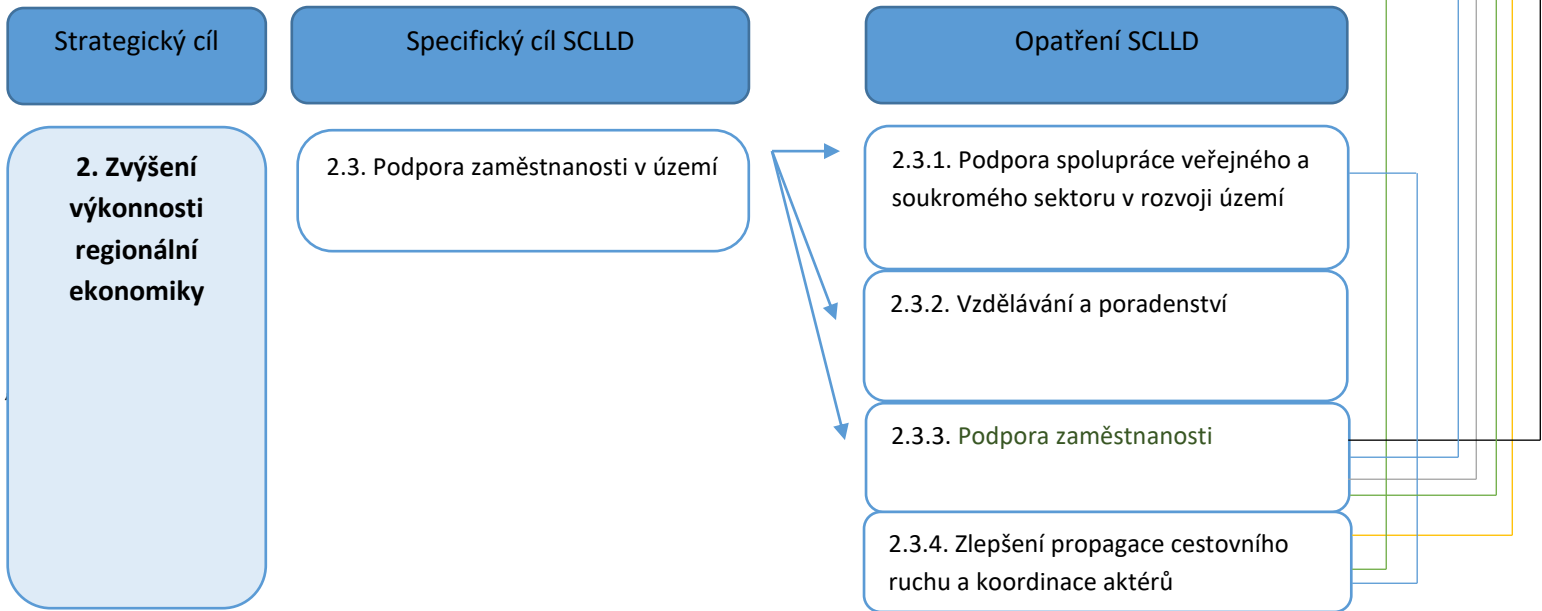 Strategický cíl
Specifický cíl SCLLD
Opatření SCLLD
2. Zvýšení
výkonnosti
regionální
ekonomiky
2.3. Podpora zaměstnanosti v území
2.3.1. Podpora spolupráce veřejného a
soukromého sektoru v rozvoji území
2.3.2. Vzdělávání a poradenství
2.3.3. Podpora zaměstnanosti
2.3.4. Zlepšení propagace cestovního
ruchu a koordinace aktérů